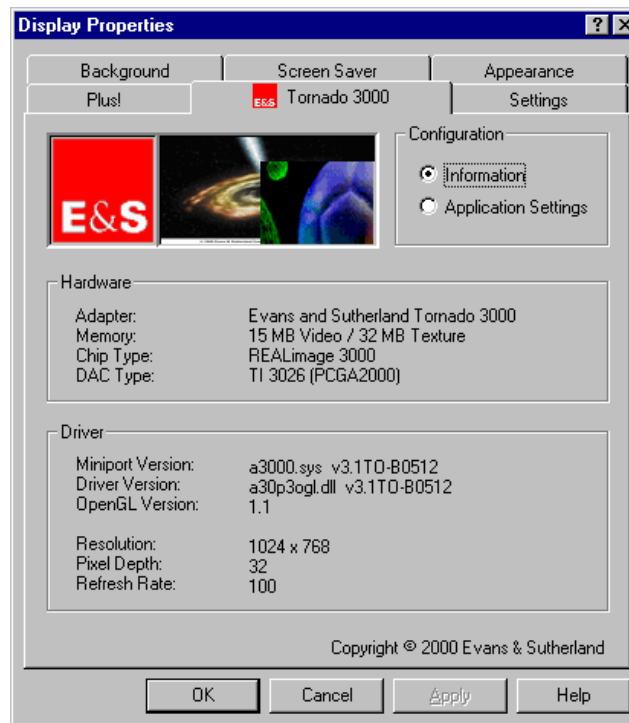 Display Properties
Background Screen Saver Appearance
Plus! E&S Tornado 3000 Settings
E&S
Configuration
Information
Application Settings
Hardware
Adapter: Evans and Sutherland Tornado 3000
Memory: 15 MB Video / 32 MB Texture
Chip Type: REALimage 3000
DAC Type: TI 3026 (PCGA2000)
Driver
Miniport Version: a3000.sys v3.1TO-B0512
Driver Version: a30p3ogl.dll v3.1TO-B0512
OpenGL Version: 1.1
Resolution: 1024 x 768
Pixel Depth: 32
Refresh Rate: 100
Copyright © 2000 Evans & Sutherland
OK Cancel Apply Help